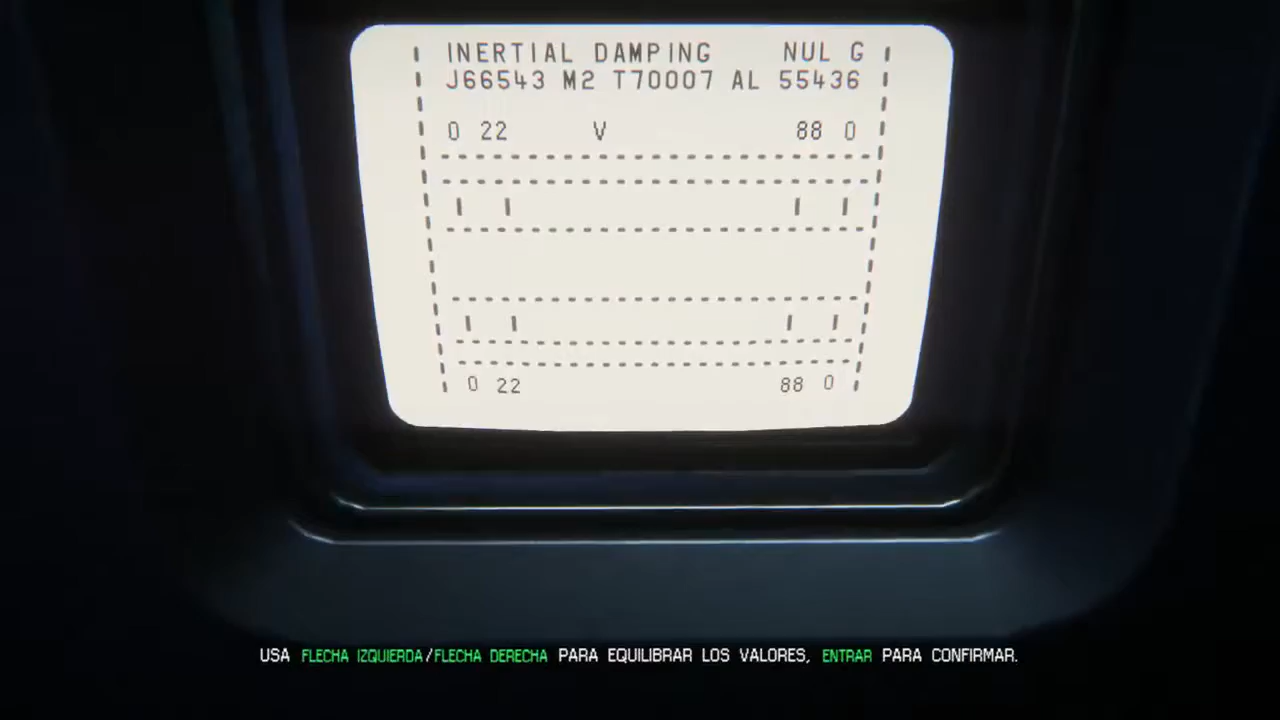 INERTIAL DAMPING NUL G
J66543 M2 T70007 AL 55436
0 22 V 88 0
0 22 88 0
USA FLECHA IZQUIERDA/FLECHA DERECHA PARA EQUILIBRAR LOS VALORES, ENTRAR PARA CONFIRMAR.